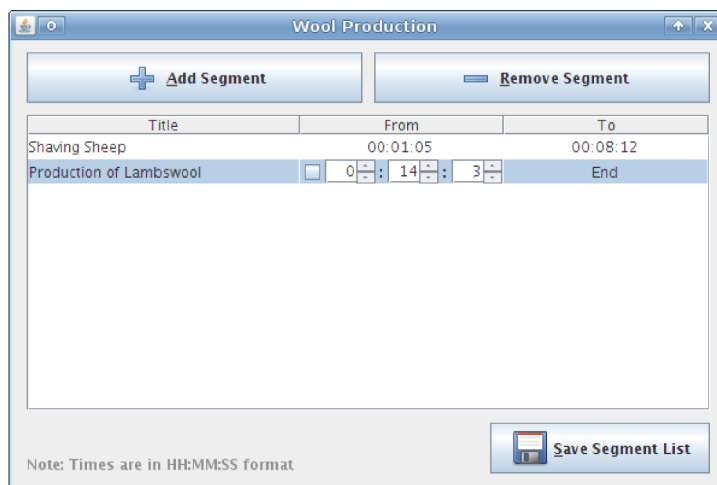 Wool Production
Add Segment Remove Segment
Title From To
Shaving Sheep 00:01:05 00:08:12
Production of Lambswool 0 : 14 : 3 End
Save Segment List
Note: Times are in HH:MM:SS format